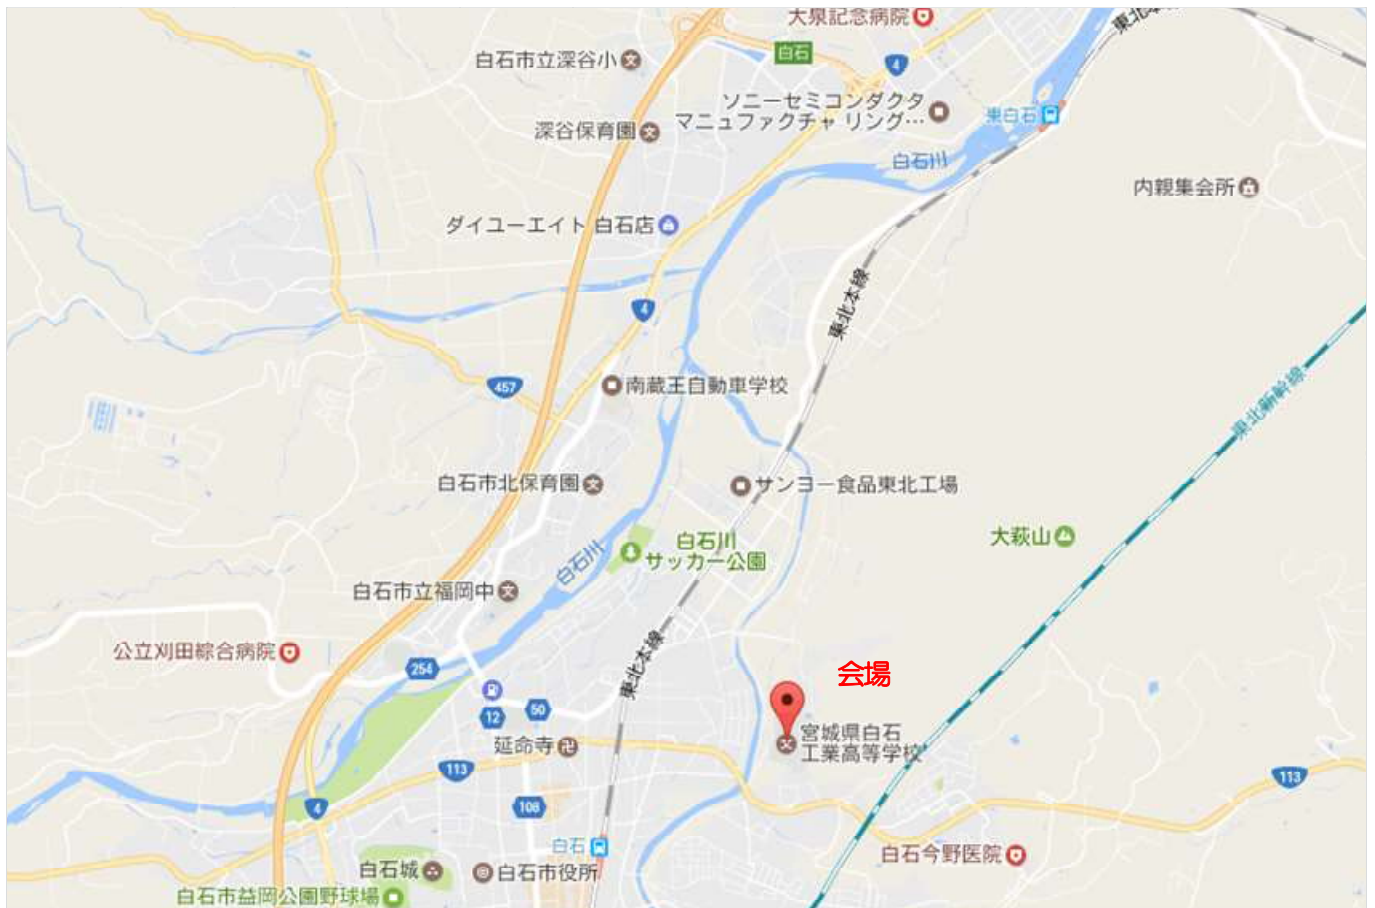 大泉記念病院
東北本
白石
白石市立深谷小
4
ソニーセミコンダクタ
マニュファクチャ リング…
東白石
深谷保育園
白石川
内親集会所
ダイユーエイト 白石店
東北本線
4
457
南蔵王自動車学校
東北新幹線
白石市北保育園
サンヨー食品東北工場
白石川
サッカー公園
大萩山
白石川
白石市立福岡中
公立刈田綜合病院
254
東北本線
会場
12
50
宮城県白石
工業高等学校
延命寺
113
113
4
108
白石
白石今野医院
白石城
白石市役所
白石市益岡公園野球場